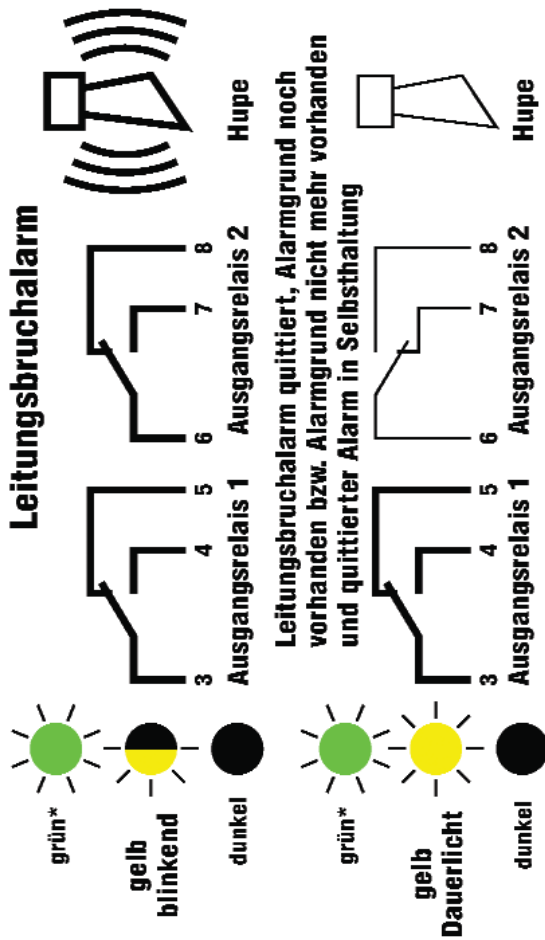 Leitungsbruchalarm
grün*
gelb
blinkend
dunkel
3 4 5
Ausgangsrelais 1
6 7 8
Ausgangsrelais 2
Hupe
Leitungsbruchalarm quittiert, Alarmgrund noch
vorhanden bzw. Alarmgrund nicht mehr vorhanden
und quittierter Alarm in Selbsthaltung
grün*
gelb
Dauerlicht
dunkel
3 4 5
Ausgangsrelais 1
6 7 8
Ausgangsrelais 2
Hupe